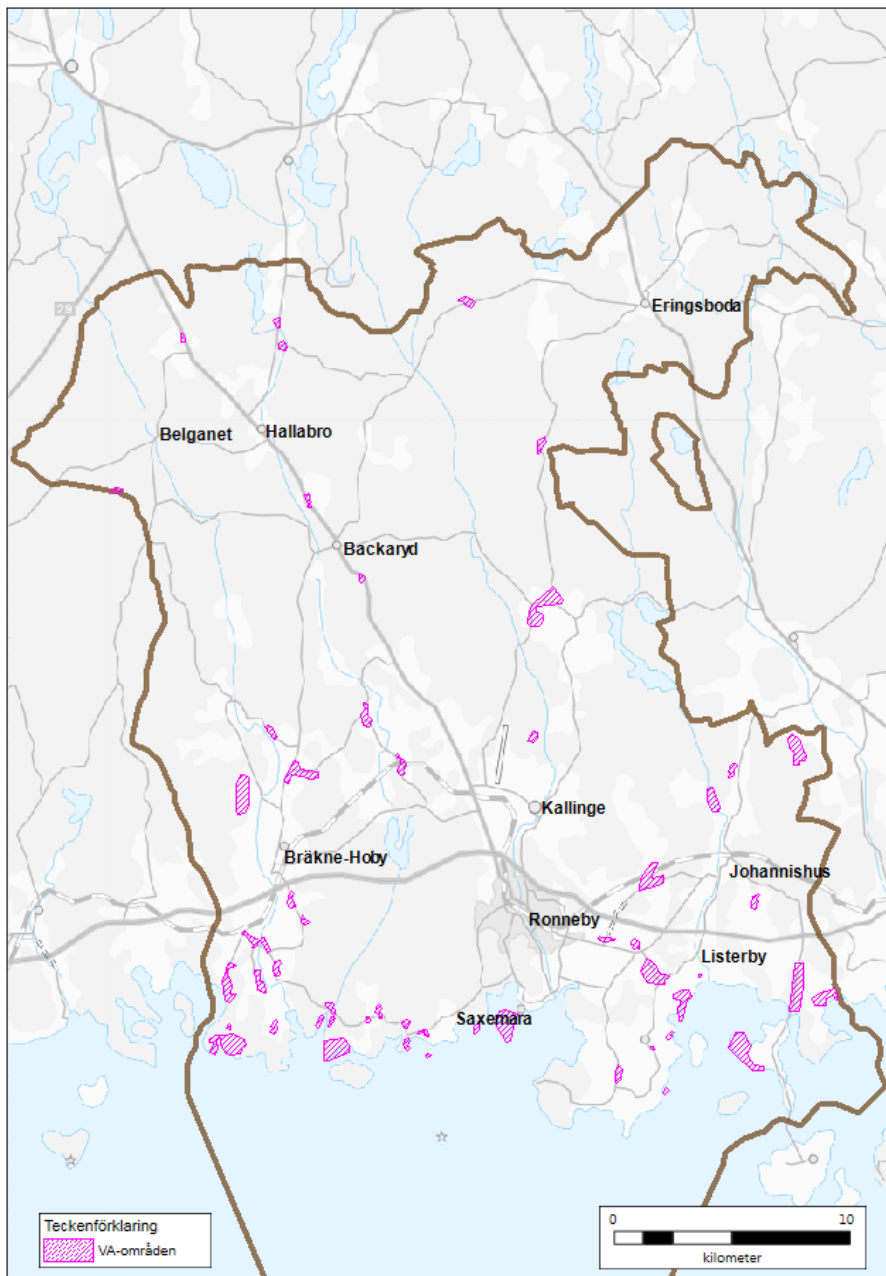 Eringsboda
29
Belganet
Hallabro
Backaryd
Kallinge
Bräkne-Hoby
Johannishus
Ronneby
Listerby
Saxemara
Teckenförklaring
VA-områden
0 10
kilometer